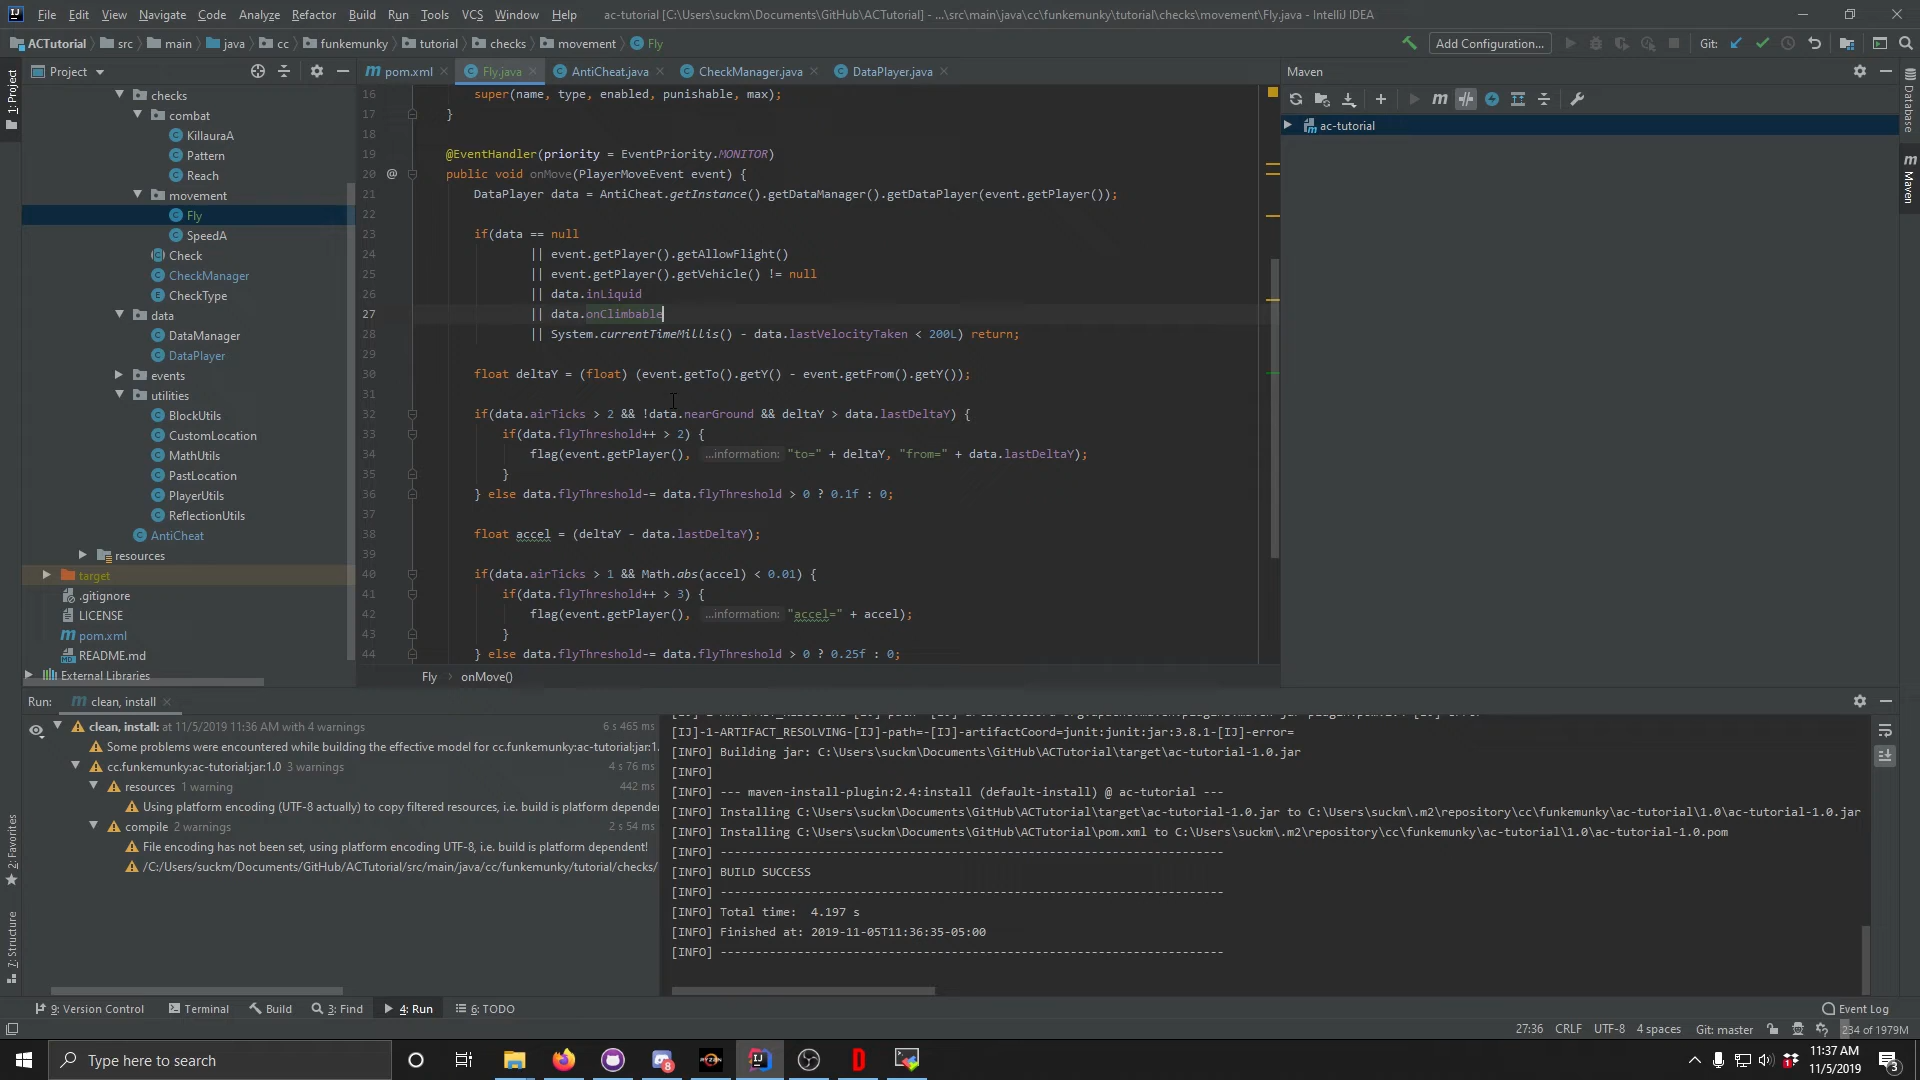 File Edit View Navigate Code Analyze Refactor Build Run Tools VCS Window Help ac-tutorial [C:\Users\suckm\Documents\GitHub\ACTutorial] - ...\src\main\java\cc\funkemunky\tutorial\checks\movement\Fly.java - IntelliJ IDEA
ACTutorial src main java cc funkemunky tutorial checks movement Fly Add Configuration... Git:
Project pom.xml Fly.java AntiCheat.java CheckManager.java DataPlayer.java Maven
1: Project
checks
combat
KillauraA
Pattern
Reach
movement
Fly
SpeedA
Check
CheckManager
CheckType
data
DataManager
DataPlayer
events
utilities
BlockUtils
CustomLocation
MathUtils
PastLocation
PlayerUtils
ReflectionUtils
AntiCheat
resources
target
.gitignore
LICENSE
pom.xml
README.md
External Libraries
16 super(name, type, enabled, punishable, max);
17 }
18
19 @EventHandler(priority = EventPriority.MONITOR)
20 @ public void onMove(PlayerMoveEvent event) {
21 DataPlayer data = AntiCheat.getInstance().getDataManager().getDataPlayer(event.getPlayer());
22
23 if(data == null
24 || event.getPlayer().getAllowFlight()
25 || event.getPlayer().getVehicle() != null
26 || data.inLiquid
27 || data.onClimbable
28 || System.currentTimeMillis() - data.lastVelocityTaken < 200L) return;
29
30 float deltaY = (float) (event.getTo().getY() - event.getFrom().getY());
31
32 if(data.airTicks > 2 && !data.nearGround && deltaY > data.lastDeltaY) {
33 if(data.flyThreshold++ > 2) {
34 flag(event.getPlayer(), ...information: "to=" + deltaY, "from=" + data.lastDeltaY);
35 }
36 } else data.flyThreshold-= data.flyThreshold > 0 ? 0.1f : 0;
37
38 float accel = (deltaY - data.lastDeltaY);
39
40 if(data.airTicks > 1 && Math.abs(accel) < 0.01) {
41 if(data.flyThreshold++ > 3) {
42 flag(event.getPlayer(), ...information: "accel=" + accel);
43 }
44 } else data.flyThreshold-= data.flyThreshold > 0 ? 0.25f : 0;
Fly onMove()
ac-tutorial
Database
Maven
Run: clean, install
clean, install: at 11/5/2019 11:36 AM with 4 warnings 6 s 465 ms
Some problems were encountered while building the effective model for cc.funkemunky:ac-tutorial:jar:1.
cc.funkemunky:ac-tutorial:jar:1.0 3 warnings 4 s 76 ms
resources 1 warning 442 ms
Using platform encoding (UTF-8 actually) to copy filtered resources, i.e. build is platform depende
compile 2 warnings 2 s 54 ms
File encoding has not been set, using platform encoding UTF-8, i.e. build is platform dependent!
/C:/Users/suckm/Documents/GitHub/ACTutorial/src/main/java/cc/funkemunky/tutorial/checks/
[IJ]-1-ARTIFACT_RESOLVING-[IJ]-path=-[IJ]-artifactCoord=junit:junit:jar:3.8.1-[IJ]-error=
[INFO] Building jar: C:\Users\suckm\Documents\GitHub\ACTutorial\target\ac-tutorial-1.0.jar
[INFO]
[INFO] --- maven-install-plugin:2.4:install (default-install) @ ac-tutorial ---
[INFO] Installing C:\Users\suckm\Documents\GitHub\ACTutorial\target\ac-tutorial-1.0.jar to C:\Users\suckm\.m2\repository\cc\funkemunky\ac-tutorial\1.0\ac-tutorial-1.0.jar
[INFO] Installing C:\Users\suckm\Documents\GitHub\ACTutorial\pom.xml to C:\Users\suckm\.m2\repository\cc\funkemunky\ac-tutorial\1.0\ac-tutorial-1.0.pom
[INFO] ------------------------------------------------------------------------
[INFO] BUILD SUCCESS
[INFO] ------------------------------------------------------------------------
[INFO] Total time: 4.197 s
[INFO] Finished at: 2019-11-05T11:36:35-05:00
[INFO] ------------------------------------------------------------------------
2: Favorites
7: Structure
9: Version Control Terminal Build 3: Find 4: Run 6: TODO Event Log
27:36 CRLF UTF-8 4 spaces Git: master 234 of 1979M
Type here to search
11:37 AM
11/5/2019